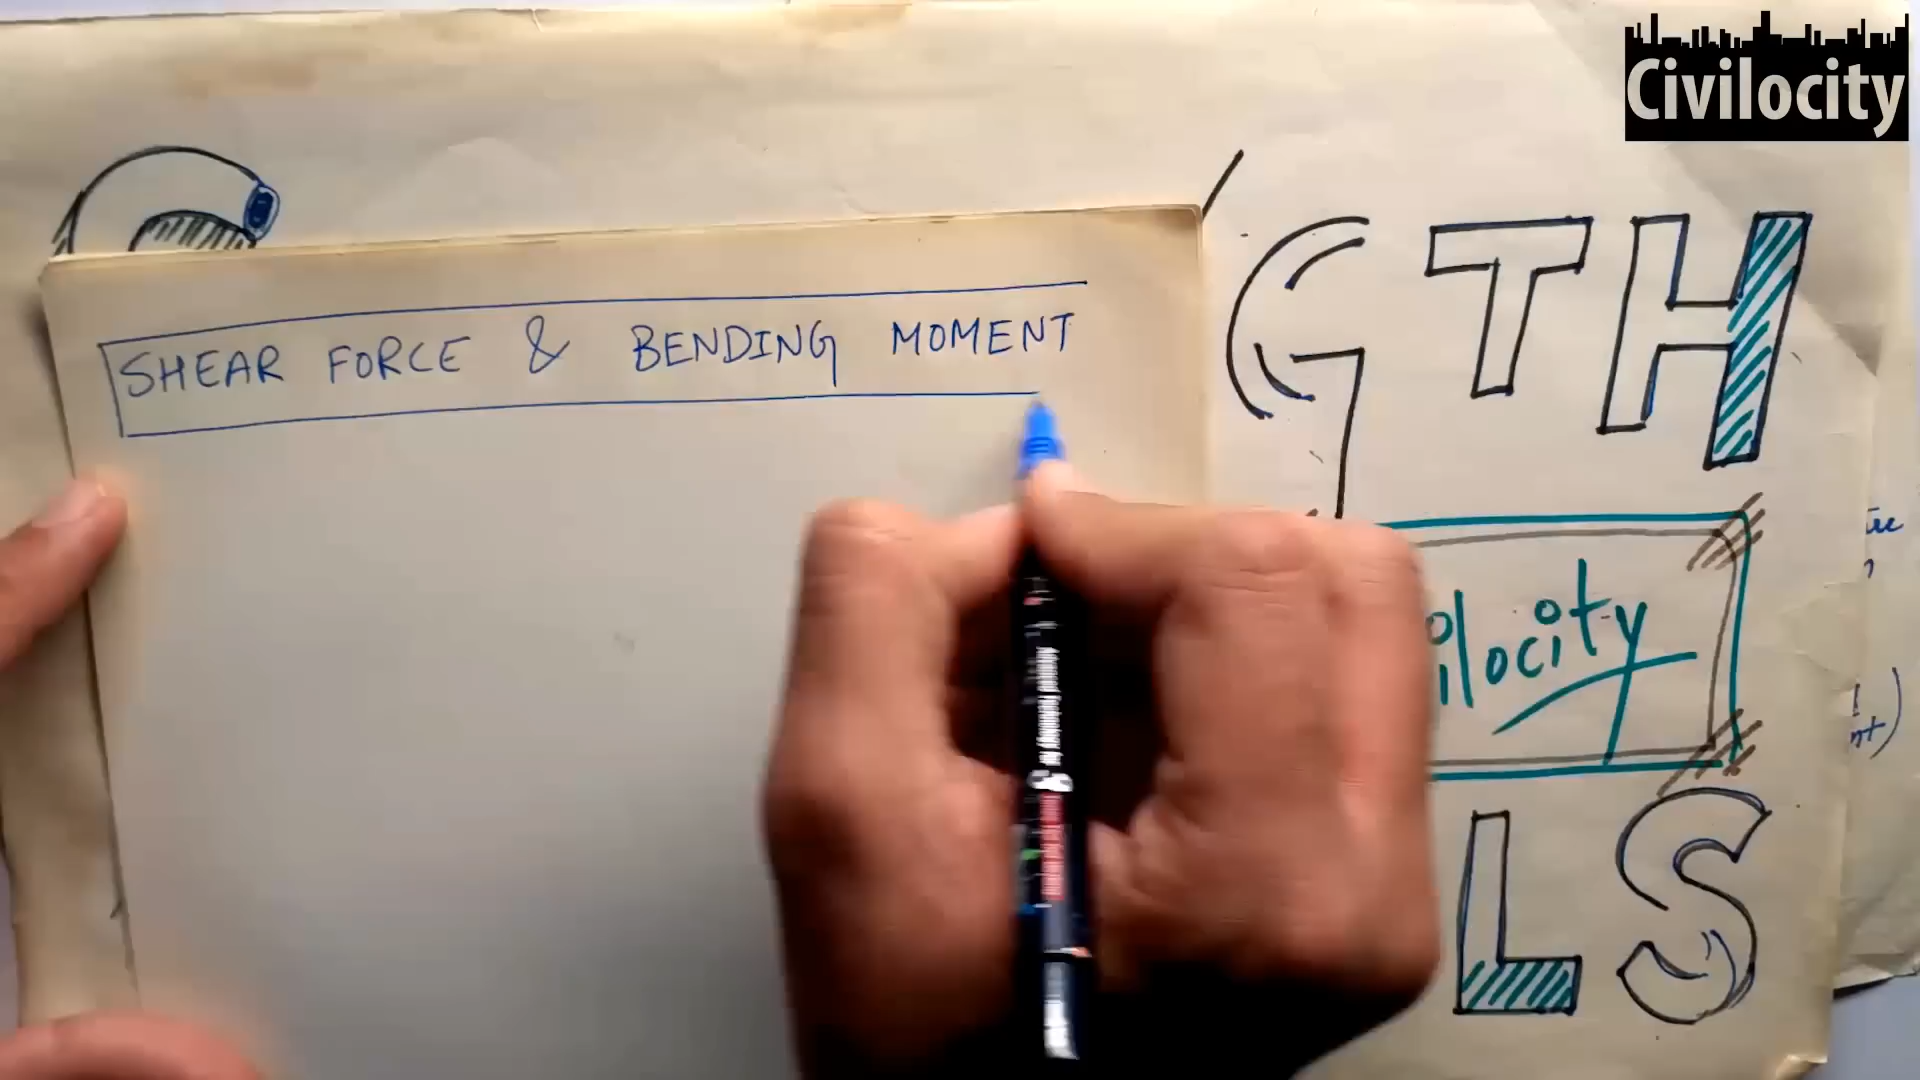 Civilocity
SHEAR FORCE & BENDING MOMENT
GTH
ilocity
LS